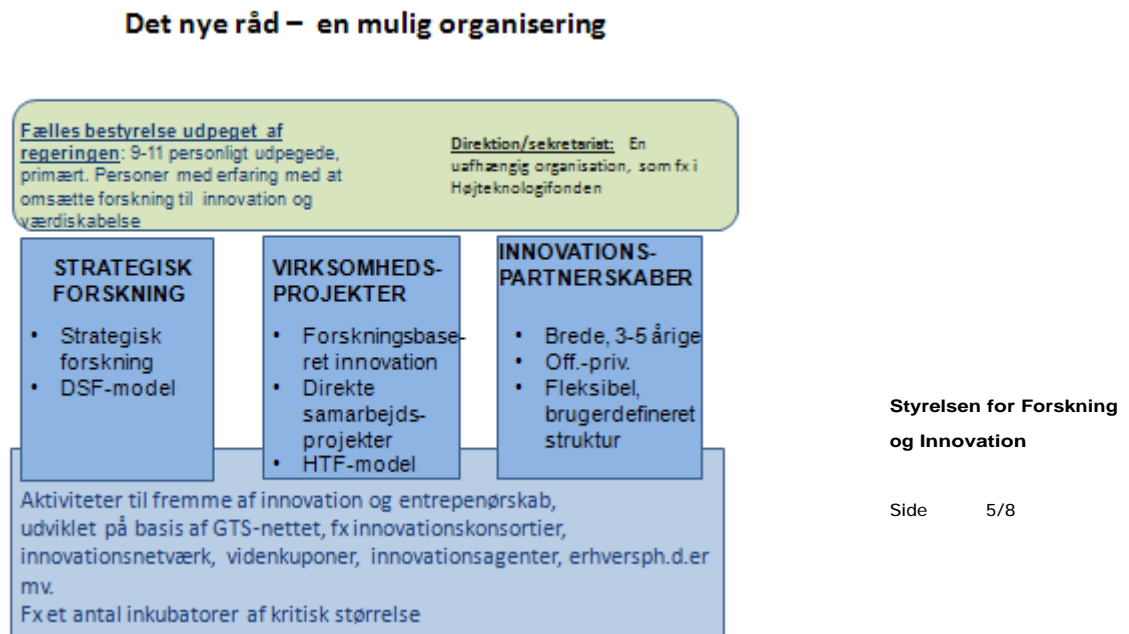 Det nye råd – en mulig organisering
Fælles bestyrelse udpeget af
regeringen: 9-11 personligt udpegede,
primært. Personer med erfaring med at
omsætte forskning til innovation og
værdiskabelse
Direktion/sekretariat: En
uafhængig organisation, som fx i
Højteknologifonden
STRATEGISK
FORSKNING
• Strategisk
forskning
• DSF-model
VIRKSOMHEDS-
PROJEKTER
• Forskningsbase-
ret innovation
• Direkte
samarbejds-
projekter
• HTF-model
INNOVATIONS-
PARTNERSKABER
• Brede, 3-5 årige
• Off.-priv.
• Fleksibel,
brugerdefineret
struktur
Aktiviteter til fremme af innovation og entrepenørskab,
udviklet på basis af GTS-nettet, fx innovationskonsortier,
innovationsnetværk, videnkuponer, innovationsagenter, erhversph.d.er
mv.
Fx et antal inkubatorer af kritisk størrelse
Styrelsen for Forskning
og Innovation
Side 5/8